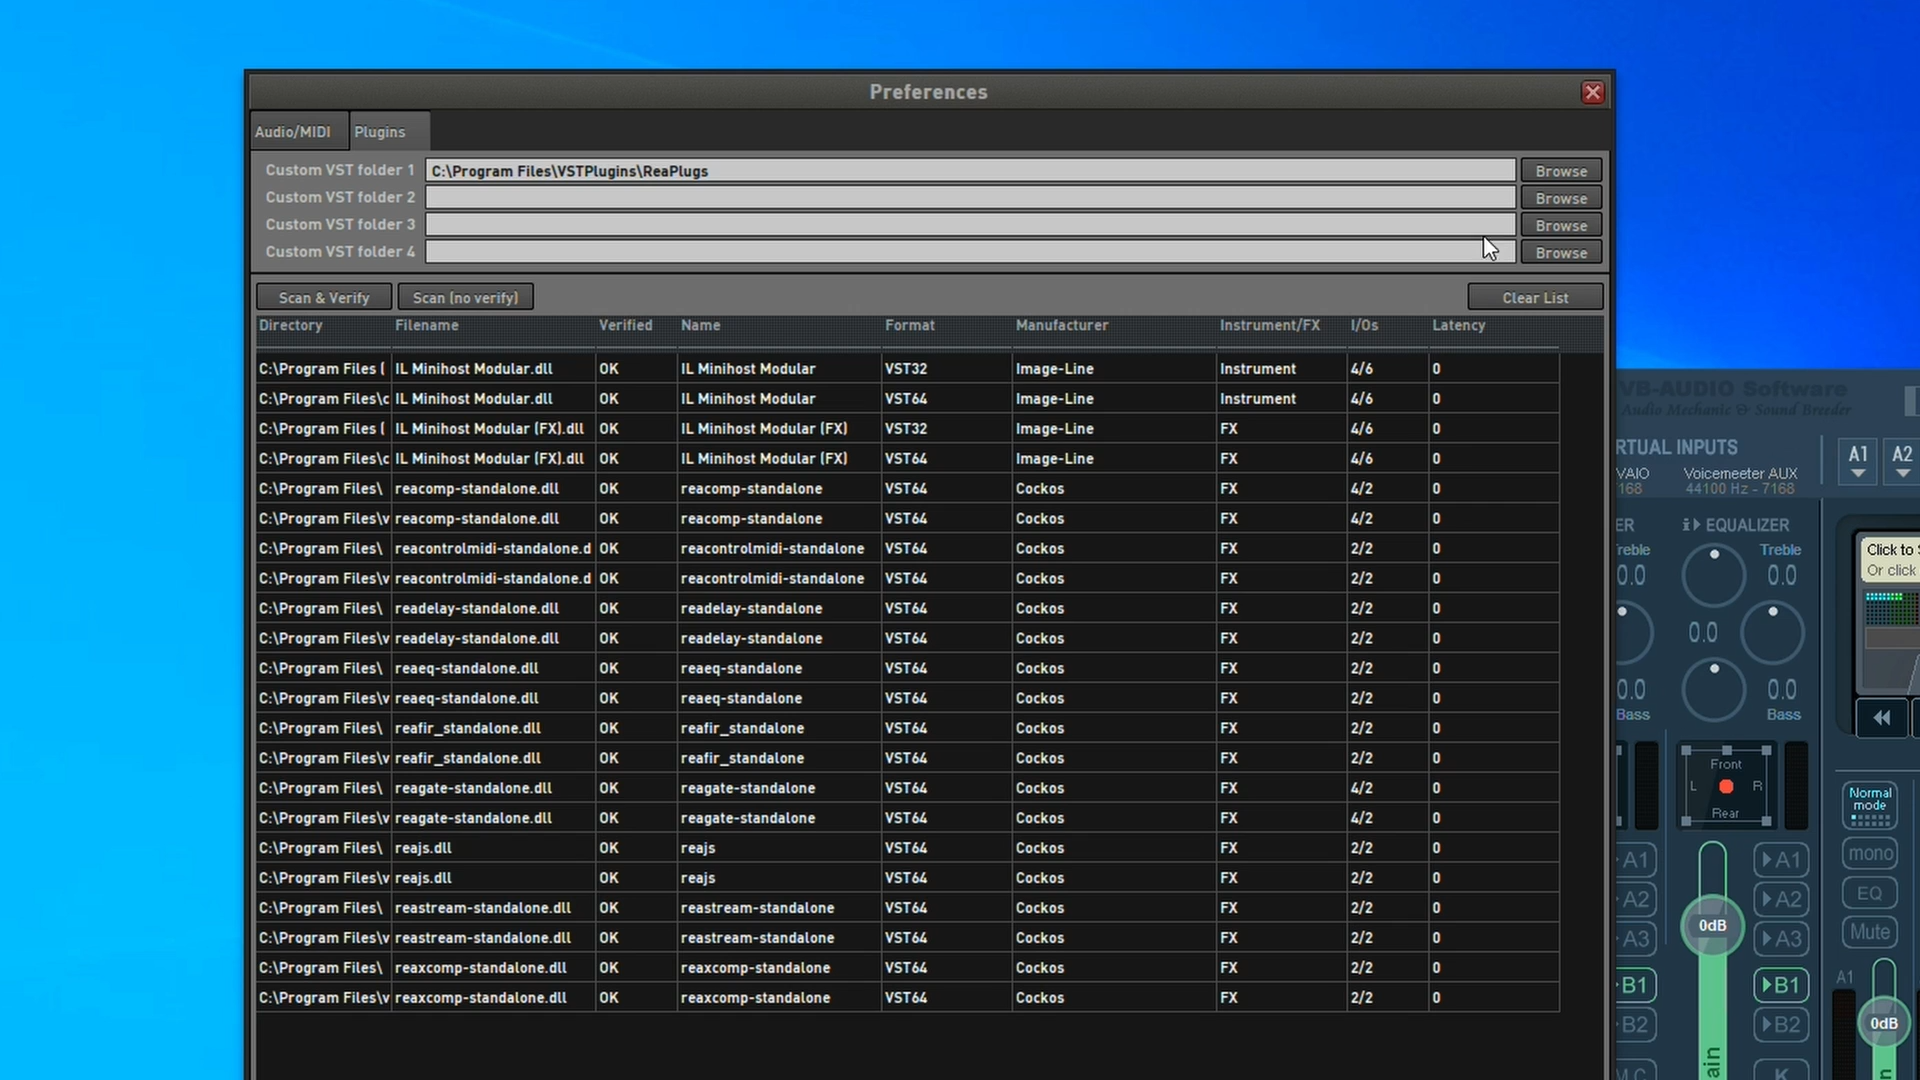 Preferences
Audio/MIDI Plugins
Custom VST folder 1 C:\Program Files\VSTPlugins\ReaPlugs Browse
Custom VST folder 2 Browse
Custom VST folder 3 Browse
Custom VST folder 4 Browse
Scan & Verify Scan (no verify) Clear List
Directory Filename Verified Name Format Manufacturer Instrument/FX I/Os Latency
C:\Program Files ( IL Minihost Modular.dll OK IL Minihost Modular VST32 Image-Line Instrument 4/6 0
C:\Program Files\c IL Minihost Modular.dll OK IL Minihost Modular VST64 Image-Line Instrument 4/6 0
C:\Program Files ( IL Minihost Modular (FX).dll OK IL Minihost Modular (FX) VST32 Image-Line FX 4/6 0
C:\Program Files\c IL Minihost Modular (FX).dll OK IL Minihost Modular (FX) VST64 Image-Line FX 4/6 0
C:\Program Files\ reacomp-standalone.dll OK reacomp-standalone VST64 Cockos FX 4/2 0
C:\Program Files\v reacomp-standalone.dll OK reacomp-standalone VST64 Cockos FX 4/2 0
C:\Program Files\ reacontrolmidi-standalone.d OK reacontrolmidi-standalone VST64 Cockos FX 2/2 0
C:\Program Files\v reacontrolmidi-standalone.d OK reacontrolmidi-standalone VST64 Cockos FX 2/2 0
C:\Program Files\ readelay-standalone.dll OK readelay-standalone VST64 Cockos FX 2/2 0
C:\Program Files\v readelay-standalone.dll OK readelay-standalone VST64 Cockos FX 2/2 0
C:\Program Files\ reaeq-standalone.dll OK reaeq-standalone VST64 Cockos FX 2/2 0
C:\Program Files\v reaeq-standalone.dll OK reaeq-standalone VST64 Cockos FX 2/2 0
C:\Program Files\ reafir_standalone.dll OK reafir_standalone VST64 Cockos FX 2/2 0
C:\Program Files\v reafir_standalone.dll OK reafir_standalone VST64 Cockos FX 2/2 0
C:\Program Files\ reagate-standalone.dll OK reagate-standalone VST64 Cockos FX 4/2 0
C:\Program Files\v reagate-standalone.dll OK reagate-standalone VST64 Cockos FX 4/2 0
C:\Program Files\ reajs.dll OK reajs VST64 Cockos FX 2/2 0
C:\Program Files\v reajs.dll OK reajs VST64 Cockos FX 2/2 0
C:\Program Files\ reastream-standalone.dll OK reastream-standalone VST64 Cockos FX 2/2 0
C:\Program Files\v reastream-standalone.dll OK reastream-standalone VST64 Cockos FX 2/2 0
C:\Program Files\ reaxcomp-standalone.dll OK reaxcomp-standalone VST64 Cockos FX 2/2 0
C:\Program Files\v reaxcomp-standalone.dll OK reaxcomp-standalone VST64 Cockos FX 2/2 0
VB-AUDIO Software
Audio Mechanic & Sound Breeder
RTUAL INPUTS A1 A2
VAIO Voicemeeter AUX
168 44100 Hz - 7168
ER EQUALIZER
Treble Treble Click to
0.0 0.0 Or click
0.0
0.0 0.0
Bass Bass
Front
L R
Rear
Normal
mode
A1 A1 mono
A2 A2 EQ
A3 0dB A3 Mute
A1
B1 B1
B2 B2 0dB
ain
M.C K